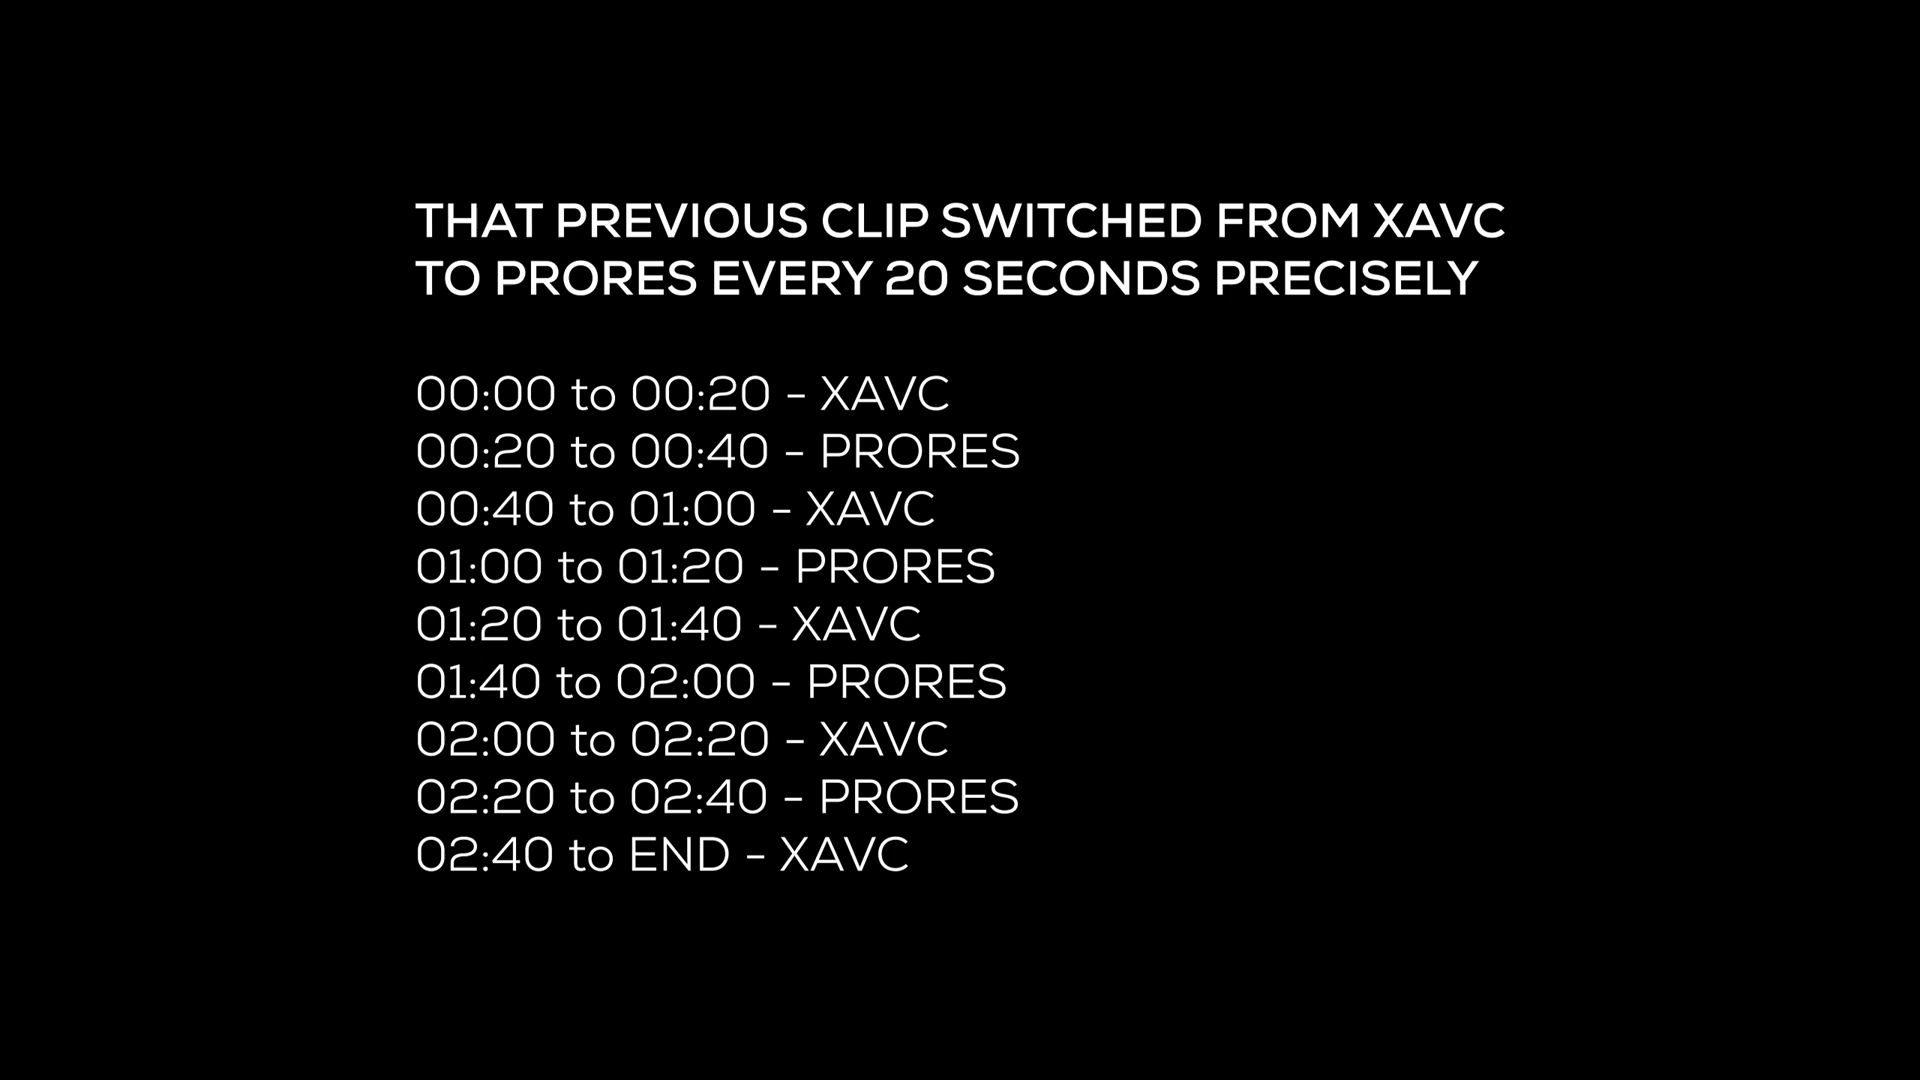 THAT PREVIOUS CLIP SWITCHED FROM XAVC
TO PRORES EVERY 20 SECONDS PRECISELY
00:00 to 00:20 - XAVC
00:20 to 00:40 - PRORES
00:40 to 01:00 - XAVC
01:00 to 01:20 - PRORES
01:20 to 01:40 - XAVC
01:40 to 02:00 - PRORES
02:00 to 02:20 - XAVC
02:20 to 02:40 - PRORES
02:40 to END - XAVC